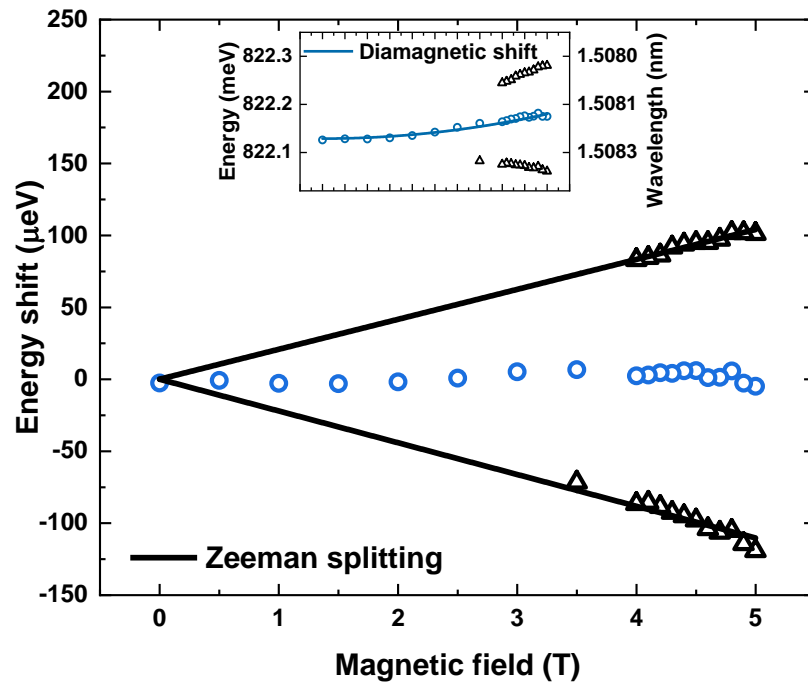 250
200
150
100
50
0
-50
-100
-150
Energy shift (μeV)
822.3
822.2
822.1
Energy (meV)
Diamagnetic shift
1.5080
1.5081
1.5083
Wavelength (nm)
Zeeman splitting
0 1 2 3 4 5
Magnetic field (T)